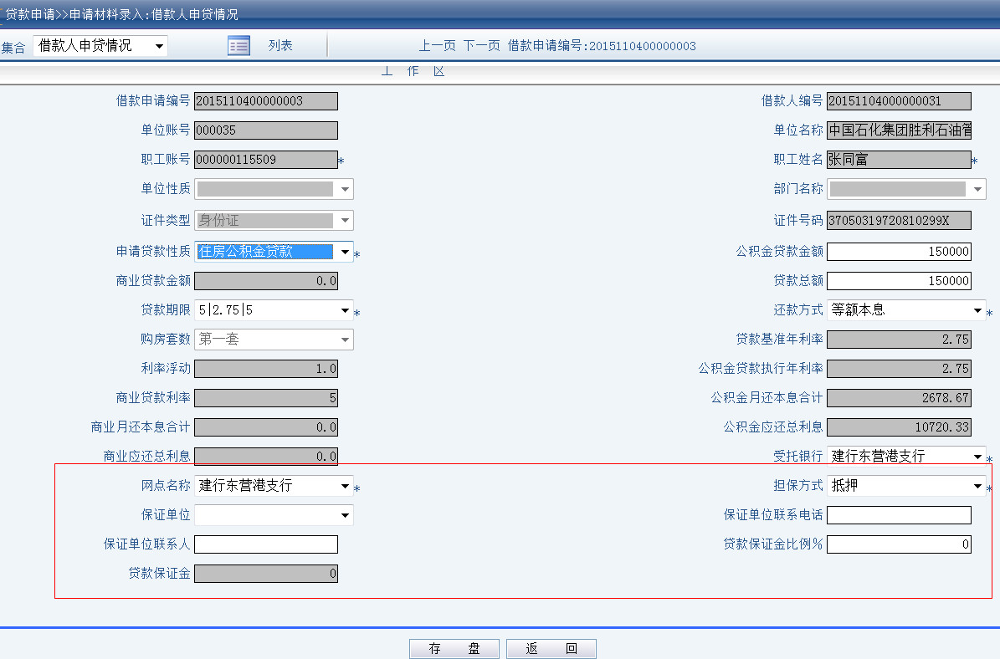 贷款申请>>申请材料录入:借款人申贷情况
集合 借款人申贷情况 列表 上一页 下一页 借款申请编号:2015110400000003
工 作 区
借款申请编号 2015110400000003 借款人编号 20151104000000031
单位账号 000035 单位名称 中国石化集团胜利石油管
职工账号 000000115509 * 职工姓名 张同富 *
单位性质 部门名称
证件类型 身份证 证件号码 37050319720810299X
申请贷款性质 住房公积金贷款 * 公积金贷款金额 150000
商业贷款金额 0.0 贷款总额 150000
贷款期限 5|2.75|5 * 还款方式 等额本息 *
购房套数 第一套 贷款基准年利率 2.75
利率浮动 1.0 公积金贷款执行年利率 2.75
商业贷款利率 5 公积金月还本息合计 2678.67
商业月还本息合计 0.0 公积金应还总利息 10720.33
商业应还总利息 0.0 受托银行 建行东营港支行 *
网点名称 建行东营港支行 * 担保方式 抵押 *
保证单位 保证单位联系电话
保证单位联系人 贷款保证金比例% 0
贷款保证金 0
存 盘 返 回